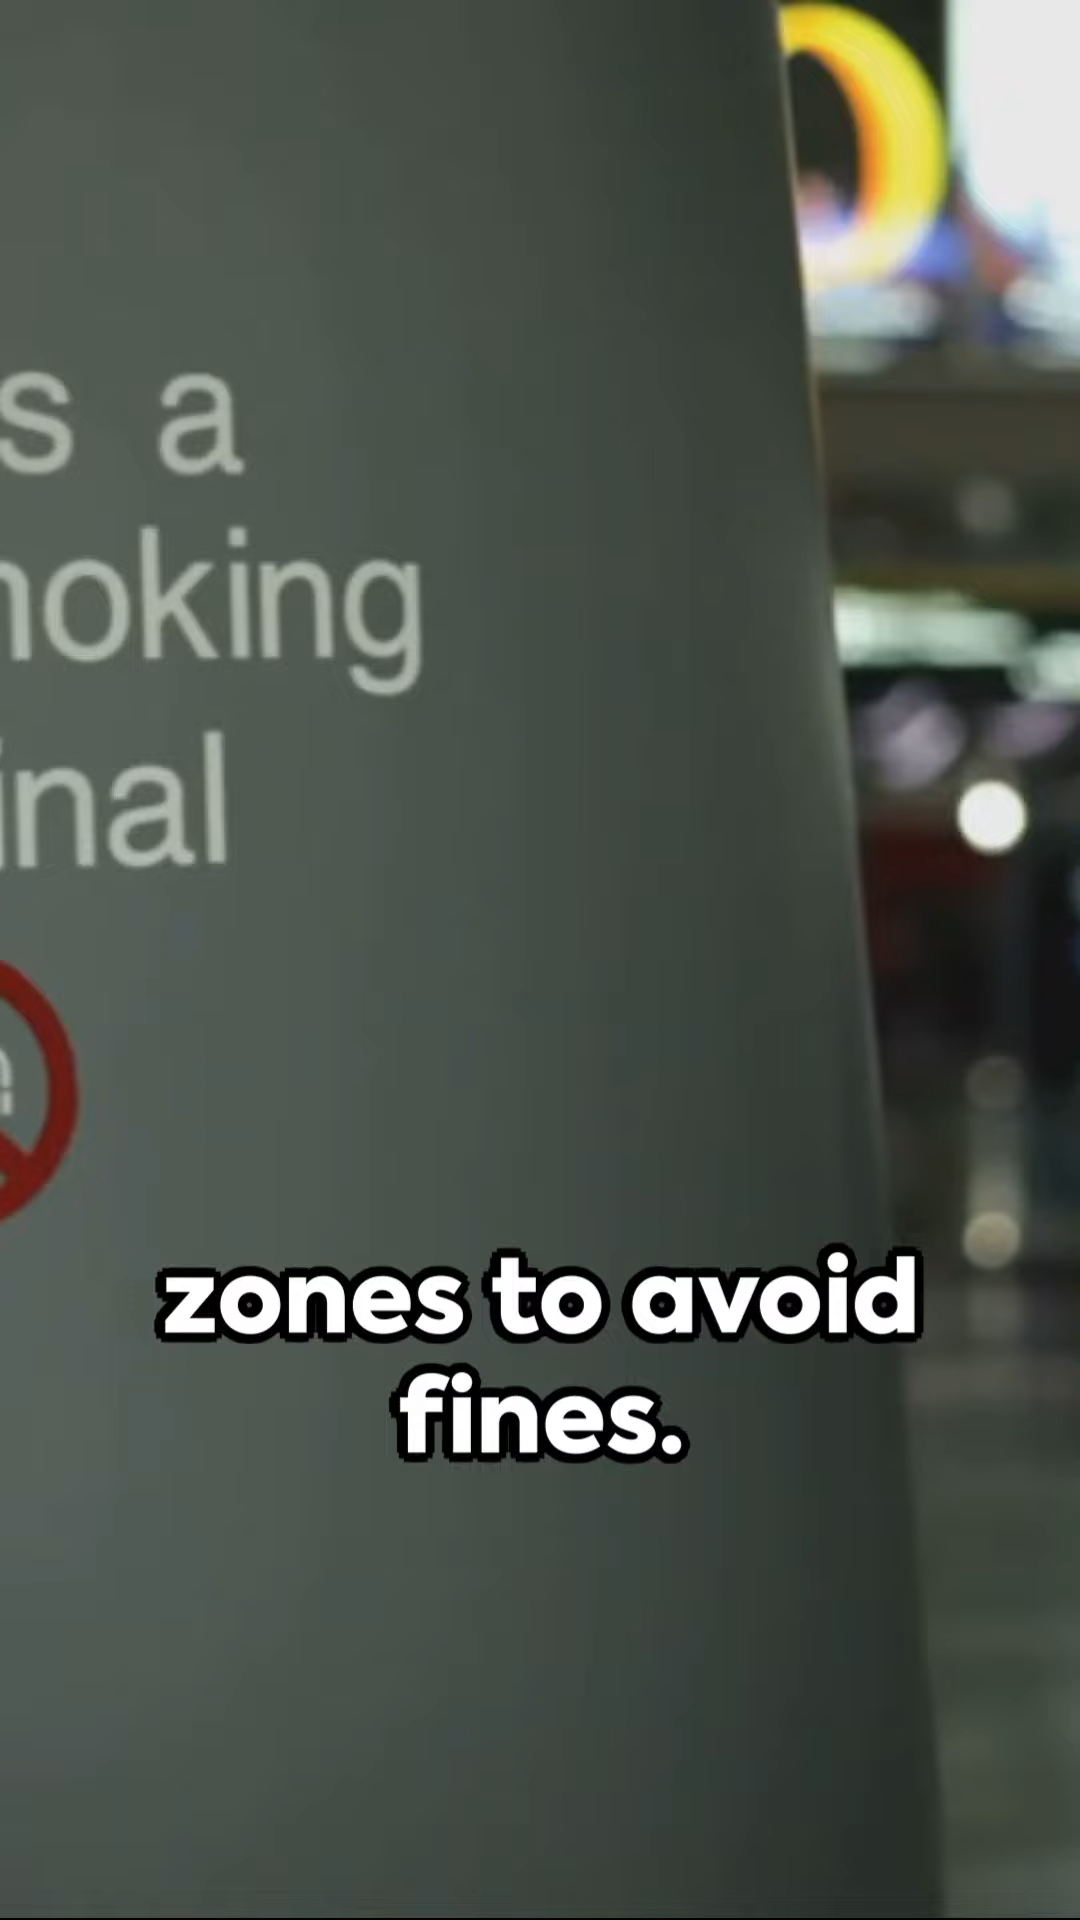 s a
moking
inal
zones to avoid
fines.